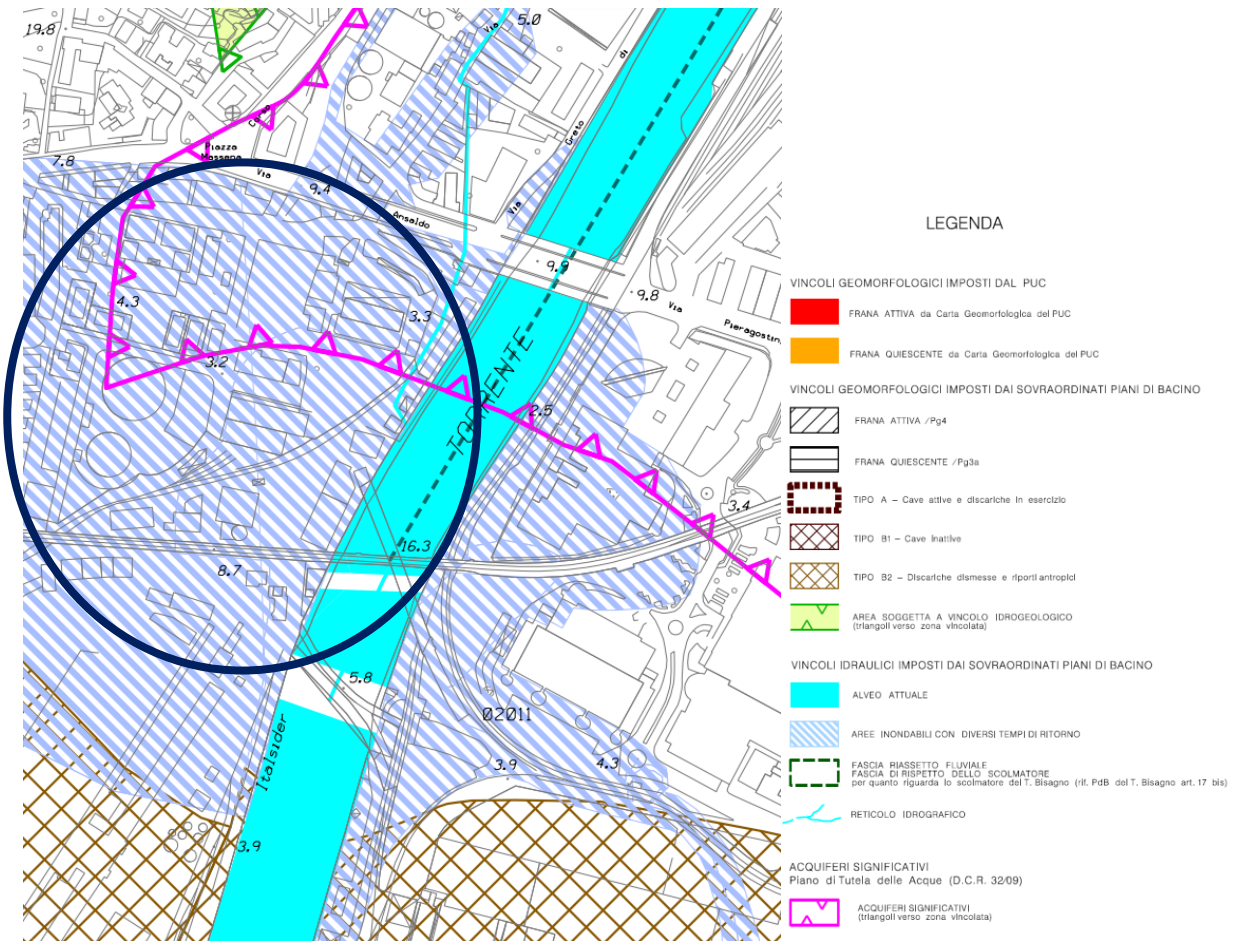 19.8
Via
5.0
di
Corso
Greto
Piazza
Massena
7.8
Via
9.4
Via
Ansaldo
9.9
9.8
Via
Pieragostini
4.3
3.3
3.2
TORRENTE
2.5
3.4
16.3
8.7
5.8
02011
Italsider
3.9
4.3
3.9
LEGENDA
VINCOLI GEOMORFOLOGICI IMPOSTI DAL PUC
FRANA ATTIVA da Carta Geomorfologica del PUC
FRANA QUIESCENTE da Carta Geomorfologica del PUC
VINCOLI GEOMORFOLOGICI IMPOSTI DAI SOVRAORDINATI PIANI DI BACINO
FRANA ATTIVA /Pg4
FRANA QUIESCENTE /Pg3a
TIPO A – Cave attive e discariche in esercizio
TIPO B1 – Cave inattive
TIPO B2 – Discariche dismesse e riporti antropici
AREA SOGGETTA A VINCOLO IDROGEOLOGICO
(triangoli verso zona vincolata)
VINCOLI IDRAULICI IMPOSTI DAI SOVRAORDINATI PIANI DI BACINO
ALVEO ATTUALE
AREE INONDABILI CON DIVERSI TEMPI DI RITORNO
FASCIA RIASSETTO FLUVIALE
FASCIA DI RISPETTO DELLO SCOLMATORE
per quanto riguarda lo scolmatore del T. Bisagno (rif. PdB del T. Bisagno art. 17 bis)
RETICOLO IDROGRAFICO
ACQUIFERI SIGNIFICATIVI
Piano di Tutela delle Acque (D.C.R. 32/09)
ACQUIFERI SIGNIFICATIVI
(triangoli verso zona vincolata)